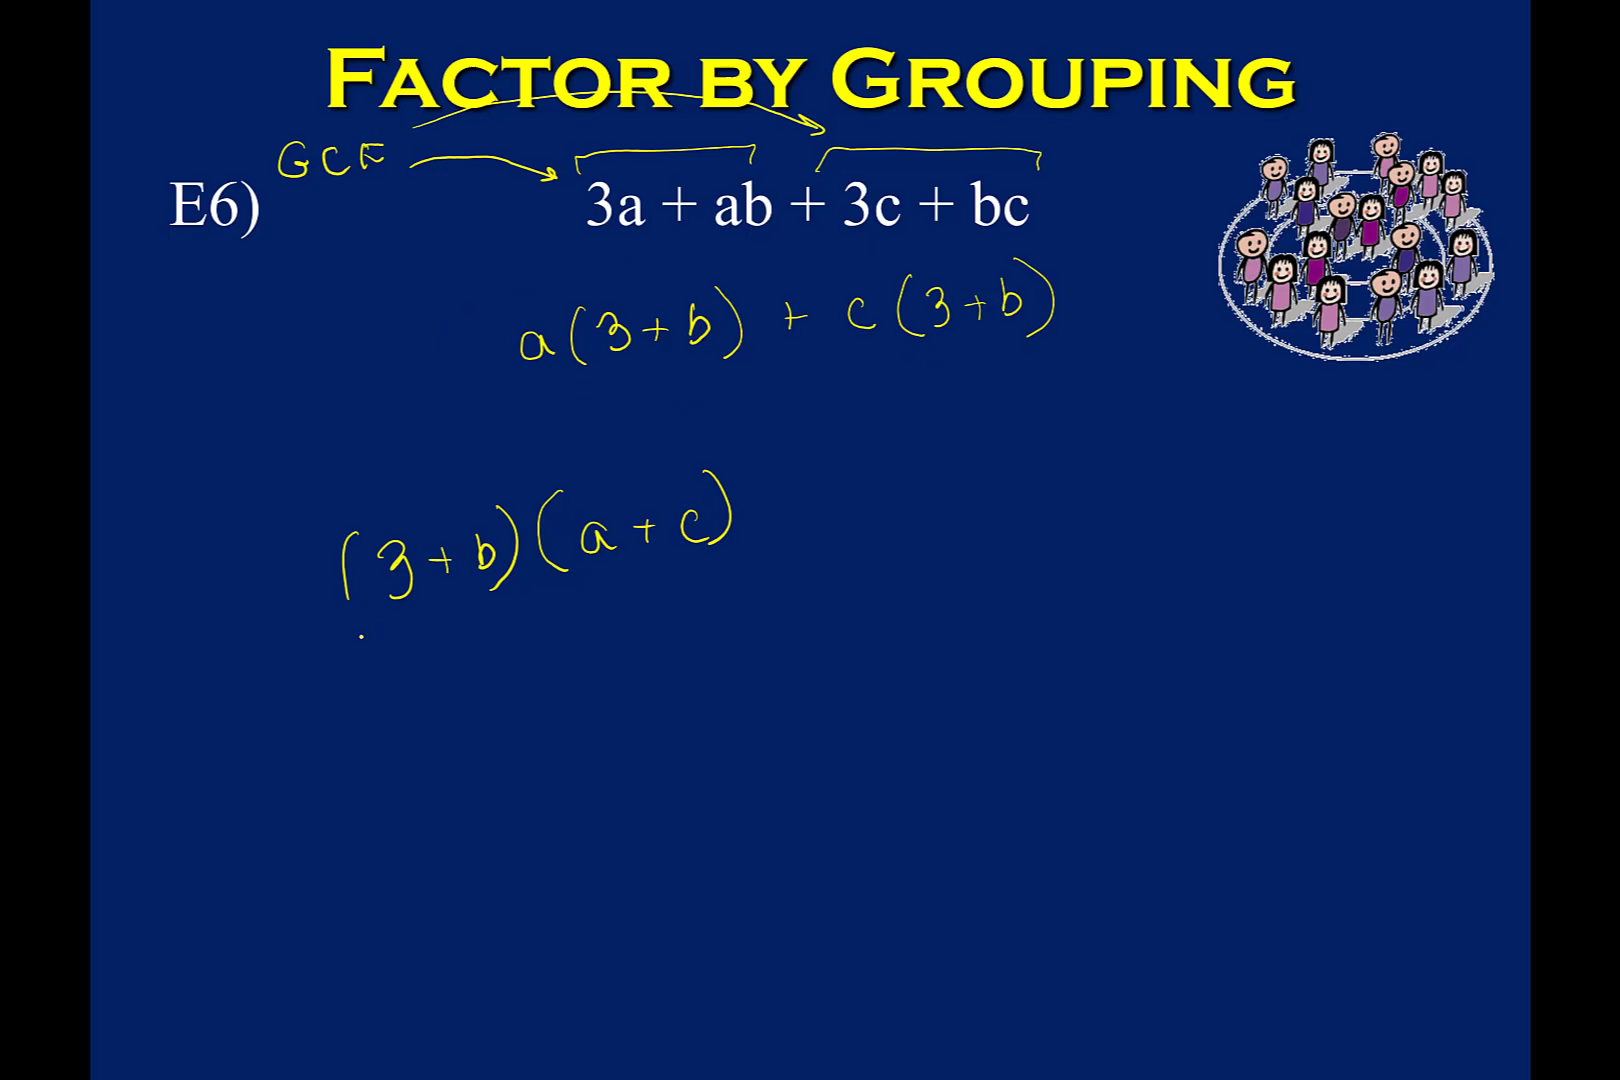 FACTOR BY GROUPING
GCF
E6) 3a + ab + 3c + bc
a(3+b) + c(3+b)
(3+b)(a+c)